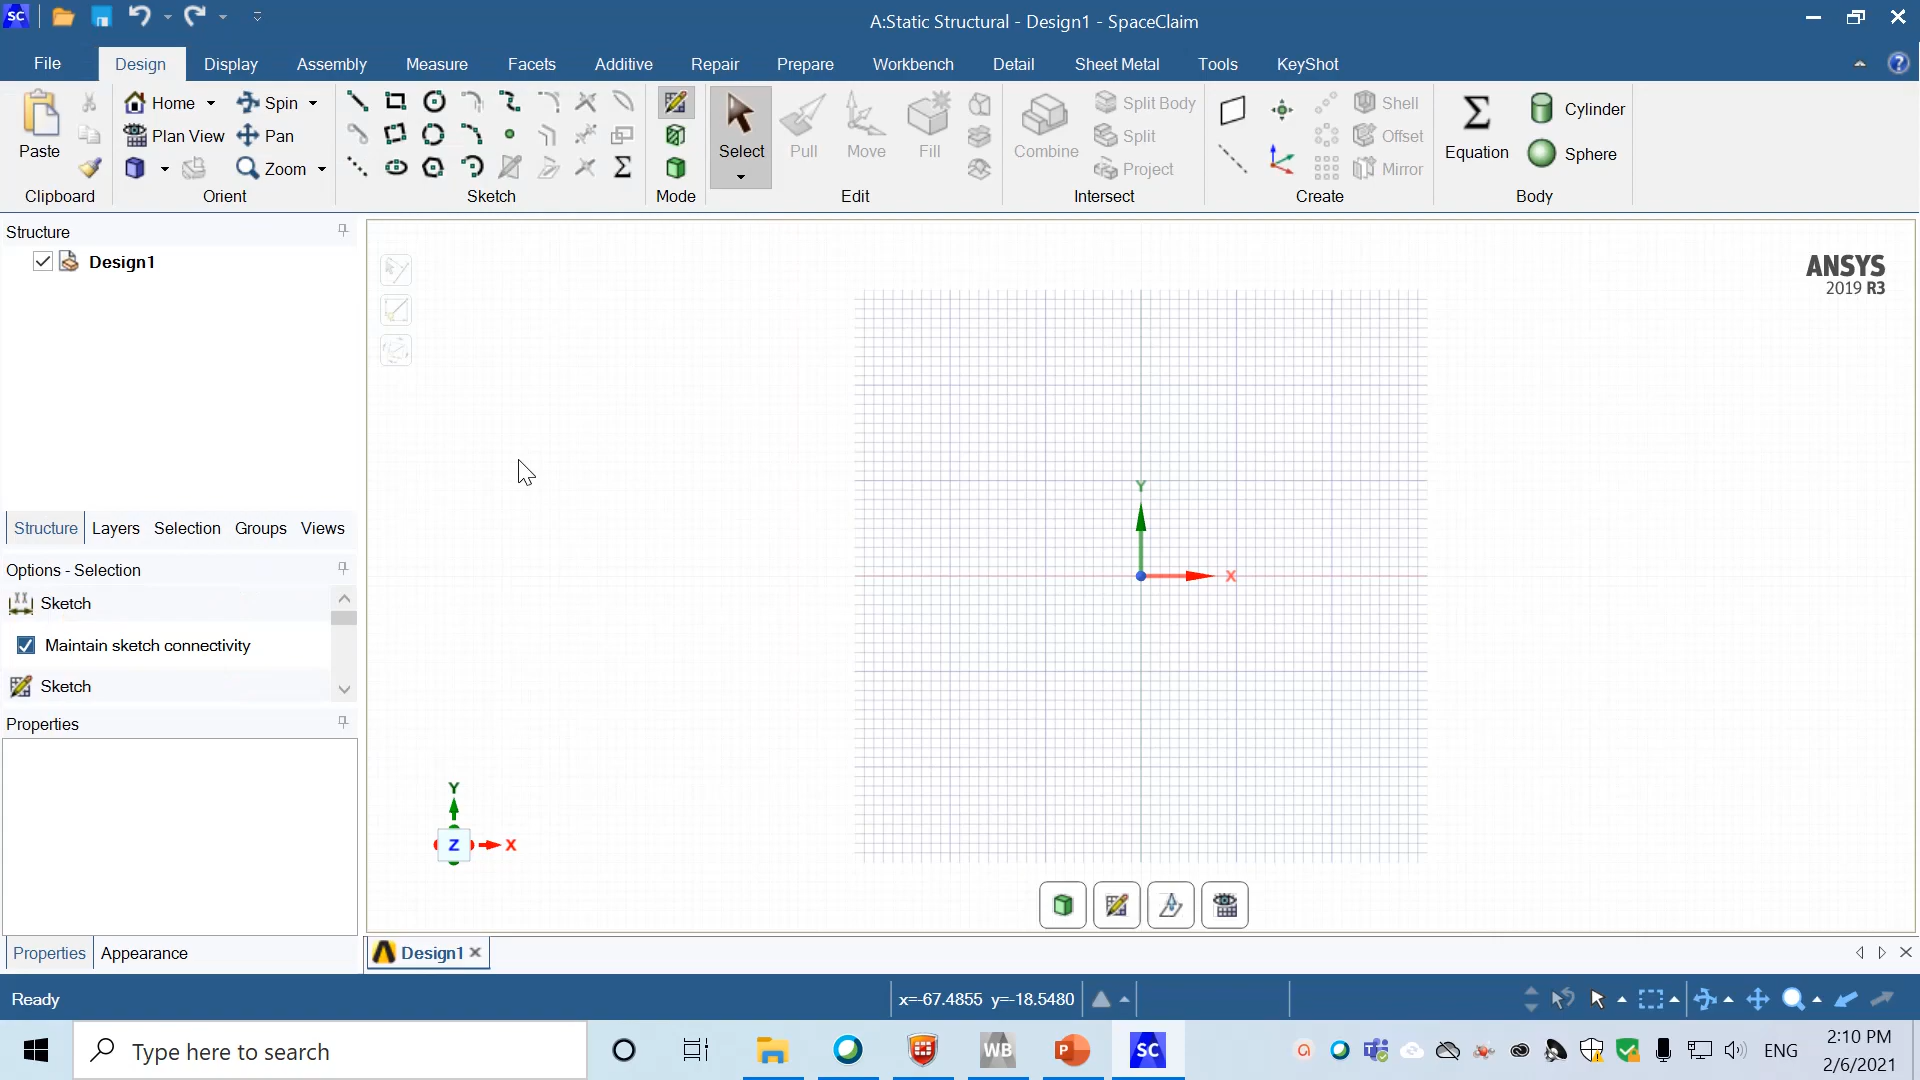 SC
A:Static Structural - Design1 - SpaceClaim
File Design Display Assembly Measure Facets Additive Repair Prepare Workbench Detail Sheet Metal Tools KeyShot
Home Spin Split Body Shell Cylinder
Plan View Pan Split Offset
Paste Select Pull Move Fill Combine Equation Sphere
Zoom Project Mirror
Clipboard Orient Sketch Mode Edit Intersect Create Body
Structure
Design1
ANSYS
2019 R3
Y
X
Structure Layers Selection Groups Views
Options - Selection
Sketch
Maintain sketch connectivity
Sketch
Properties
Y
Z X
Properties Appearance
Design1
Ready
x=-67.4855 y=-18.5480
Type here to search
WB
P
SC
ENG
2:10 PM
2/6/2021